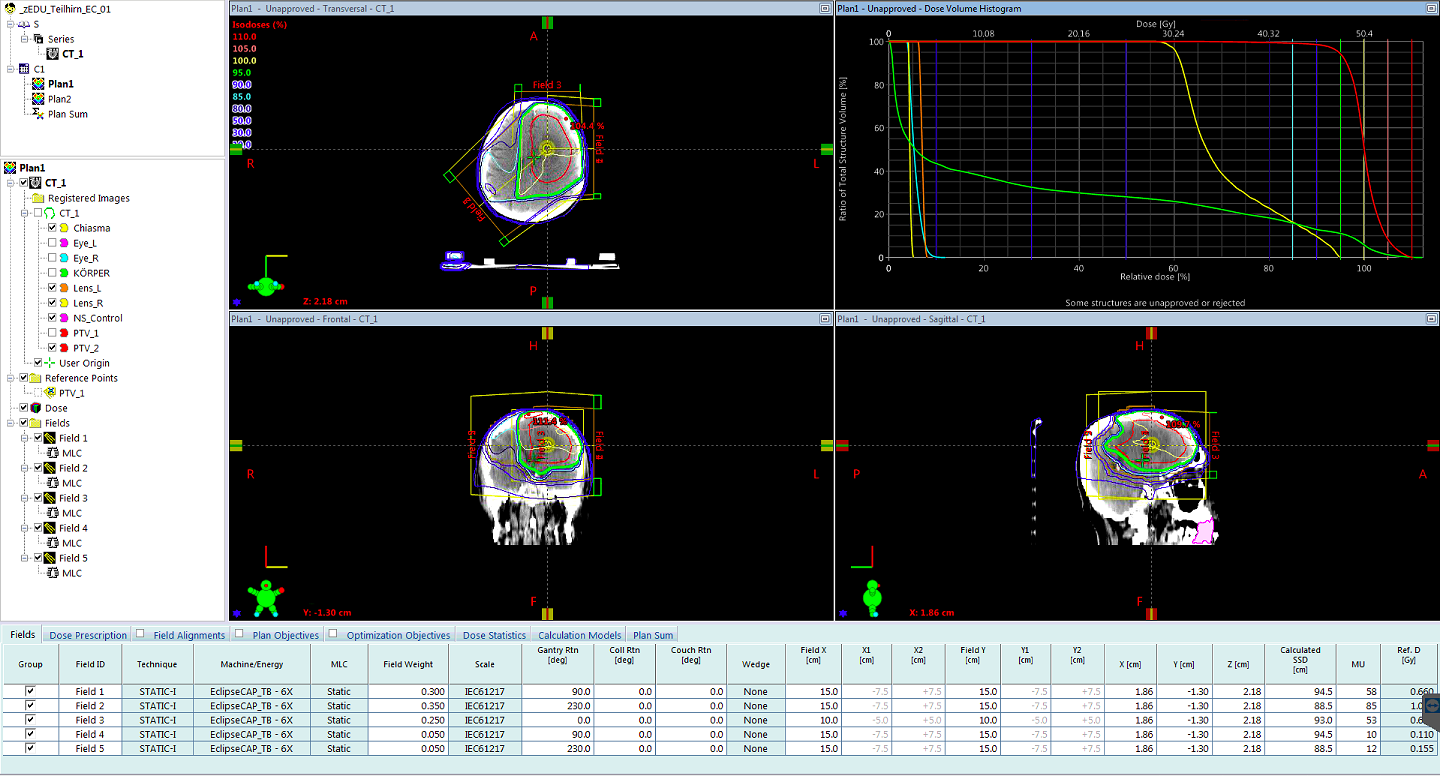 _zEDU_Teilhirn_EC_01
S
Series
CT_1
C1
Plan1
Plan2
Plan Sum
Plan1
CT_1
Registered Images
CT_1
Chiasma
Eye_L
Eye_R
KÖRPER
Lens_L
Lens_R
NS_Control
PTV_1
PTV_2
User Origin
Reference Points
PTV_1
Dose
Fields
Field 1
MLC
Field 2
MLC
Field 3
MLC
Field 4
MLC
Field 5
MLC
Plan1 - Unapproved - Transversal - CT_1
Isodoses (%)
110.0
105.0
100.0
95.0
90.0
85.0
80.0
50.0
30.0
A
Field 3
R
L
P
Z: 2.18 cm
Plan1 - Unapproved - Dose Volume Histogram
Dose [Gy]
0 10.08 20.16 30.24 40.32 50.4
100
80
60
40
20
0
Ratio of Total Structure Volume [%]
0 20 40 60 80 100
Relative dose [%]
Some structures are unapproved or rejected
Plan1 - Unapproved - Frontal - CT_1
H
R
L
F
Y: -1.30 cm
Plan1 - Unapproved - Sagittal - CT_1
H
P
A
F
X: 1.86 cm
Fields Dose Prescription Field Alignments Plan Objectives Optimization Objectives Dose Statistics Calculation Models Plan Sum
Group Field ID Technique Machine/Energy MLC Field Weight Scale Gantry Rtn [deg] Coll Rtn [deg] Couch Rtn [deg] Wedge Field X [cm] X1 [cm] X2 [cm] Field Y [cm] Y1 [cm] Y2 [cm] X [cm] Y [cm] Z [cm] Calculated SSD [cm] MU Ref. D [Gy]
Field 1 STATIC-I EclipseCAP_TB - 6X Static 0.300 IEC61217 90.0 0.0 0.0 None 15.0 -7.5 +7.5 15.0 -7.5 +7.5 1.86 -1.30 2.18 94.5 58 0.660
Field 2 STATIC-I EclipseCAP_TB - 6X Static 0.350 IEC61217 230.0 0.0 0.0 None 15.0 -7.5 +7.5 15.0 -7.5 +7.5 1.86 -1.30 2.18 88.5 85
Field 3 STATIC-I EclipseCAP_TB - 6X Static 0.250 IEC61217 0.0 0.0 0.0 None 10.0 -5.0 +5.0 10.0 -5.0 +5.0 1.86 -1.30 2.18 93.0 53
Field 4 STATIC-I EclipseCAP_TB - 6X Static 0.050 IEC61217 90.0 0.0 0.0 None 15.0 -7.5 +7.5 15.0 -7.5 +7.5 1.86 -1.30 2.18 94.5 10 0.110
Field 5 STATIC-I EclipseCAP_TB - 6X Static 0.050 IEC61217 230.0 0.0 0.0 None 15.0 -7.5 +7.5 15.0 -7.5 +7.5 1.86 -1.30 2.18 88.5 12 0.155